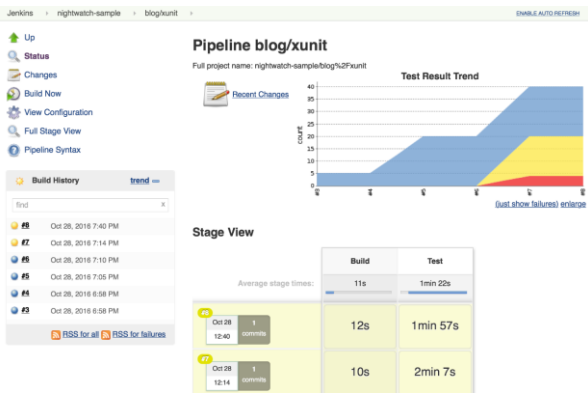 Jenkins › nightwatch-sample › blog/xunit ›
ENABLE AUTO REFRESH
Up
Status
Changes
Build Now
View Configuration
Full Stage View
Pipeline Syntax
Build History trend
find x
#8 Oct 28, 2016 7:40 PM
#7 Oct 28, 2016 7:14 PM
#6 Oct 28, 2016 7:10 PM
#5 Oct 28, 2016 7:05 PM
#4 Oct 28, 2016 6:58 PM
#3 Oct 28, 2016 6:58 PM
RSS for all RSS for failures
Pipeline blog/xunit
Full project name: nightwatch-sample/blog%2Fxunit
Recent Changes
Test Result Trend
count
40
35
30
25
20
15
10
5
0
#3 #4 #5 #6 #7 #8
(just show failures) enlarge
Stage View
Build Test
Average stage times: 11s 1min 22s
#8
Oct 28 1
12:40 commits
12s 1min 57s
#7
Oct 28 1
12:14 commits
10s 2min 7s